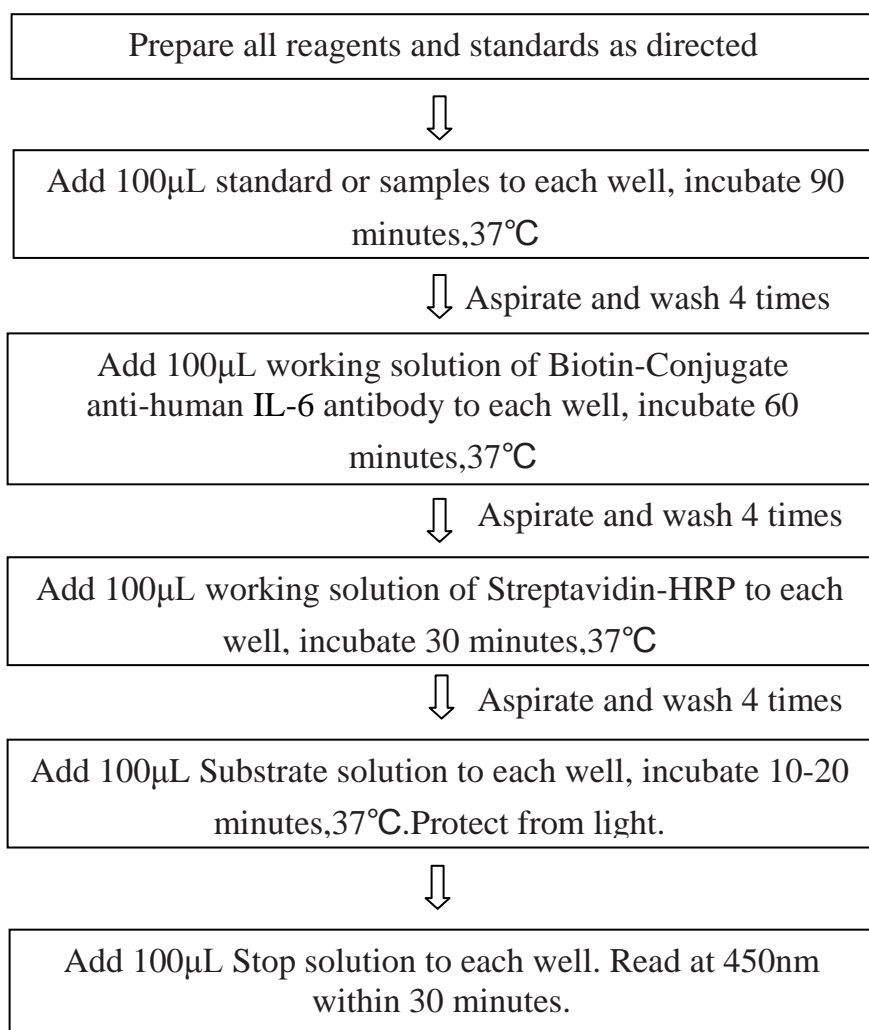 Prepare all reagents and standards as directed
Add 100μL standard or samples to each well, incubate 90
minutes,37℃
Aspirate and wash 4 times
Add 100μL working solution of Biotin-Conjugate
anti-human IL-6 antibody to each well, incubate 60
minutes,37℃
Aspirate and wash 4 times
Add 100μL working solution of Streptavidin-HRP to each
well, incubate 30 minutes,37℃
Aspirate and wash 4 times
Add 100μL Substrate solution to each well, incubate 10-20
minutes,37℃.Protect from light.
Add 100μL Stop solution to each well. Read at 450nm
within 30 minutes.